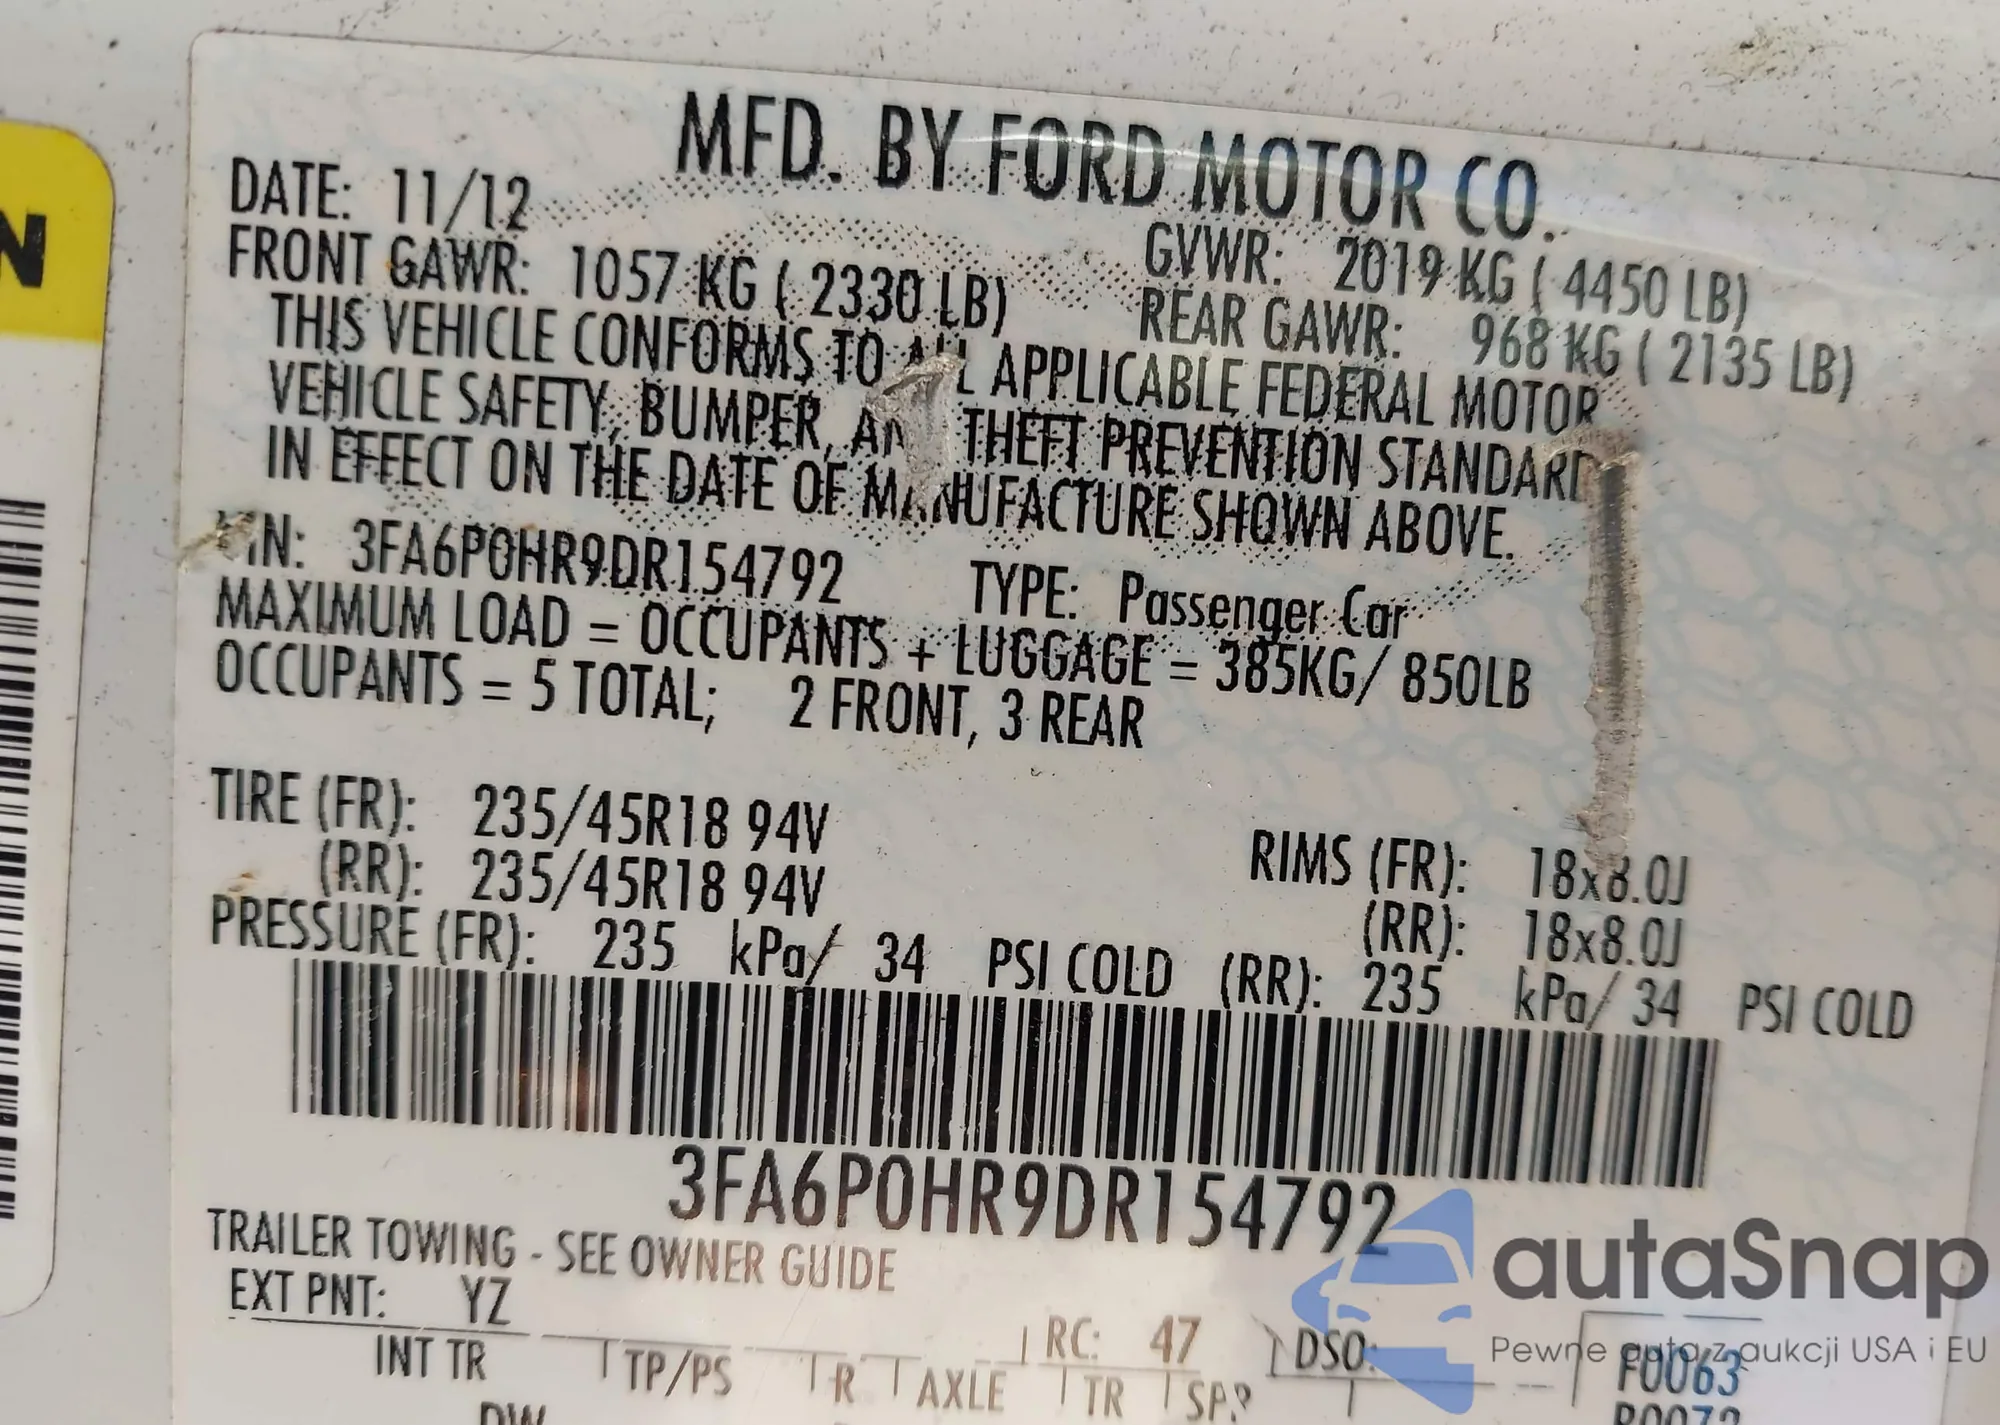 MFD. BY FORD MOTOR CO.
DATE: 11/12
GVWR: 2019 KG ( 4450 LB)
FRONT GAWR: 1057 KG ( 2330 LB)
REAR GAWR: 968 KG ( 2135 LB)
THIS VEHICLE CONFORMS TO ALL APPLICABLE FEDERAL MOTOR
VEHICLE SAFETY, BUMPER, AND THEFT PREVENTION STANDARD
IN EFFECT ON THE DATE OF MANUFACTURE SHOWN ABOVE.
VIN: 3FA6P0HR9DR154792
TYPE: Passenger Car
MAXIMUM LOAD = OCCUPANTS + LUGGAGE = 385KG/ 850LB
OCCUPANTS = 5 TOTAL; 2 FRONT, 3 REAR
TIRE (FR): 235/45R18 94V
RIMS (FR): 18x8.0J
(RR): 235/45R18 94V
(RR): 18x8.0J
PRESSURE (FR): 235 kPa/ 34 PSI COLD (RR): 235 kPa/ 34 PSI COLD
3FA6P0HR9DR154792
TRAILER TOWING - SEE OWNER GUIDE
EXT PNT: YZ
RC: 47
DSO:
INT TR
TP/PS
R
AXLE
TR
SPR
F0063
DW
N
autaSnap
Pewne auta z aukcji USA i EU